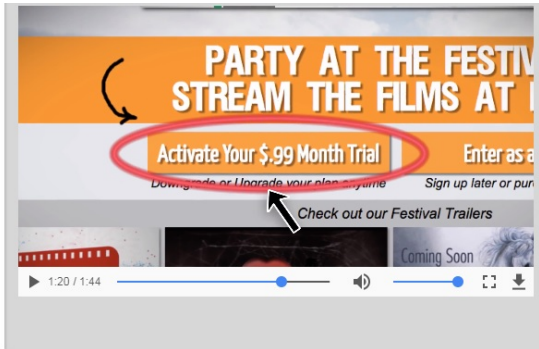 PARTY AT THE FESTIV
STREAM THE FILMS AT
Activate Your $.99 Month Trial
Enter as a
Downgrade or Upgrade your plan anytime
Sign up later or pur
Check out our Festival Trailers
Coming Soon
1:20 / 1:44